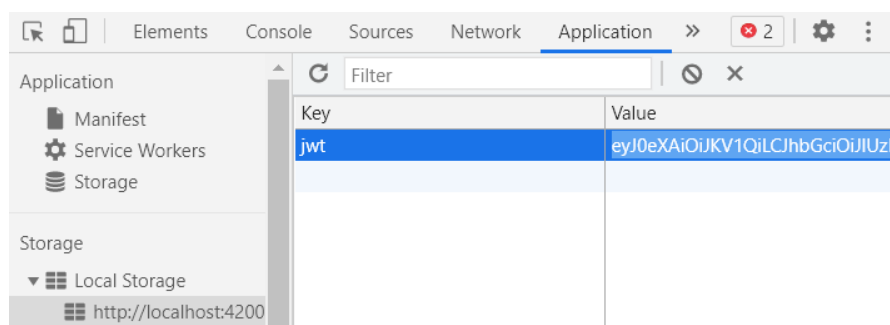 Elements Console Sources Network Application » 2
Application
Filter
Manifest
Key Value
Service Workers
jwt eyJ0eXAiOiJKV1QiLCJhbGciOiJIUzI
Storage
Storage
Local Storage
http://localhost:4200